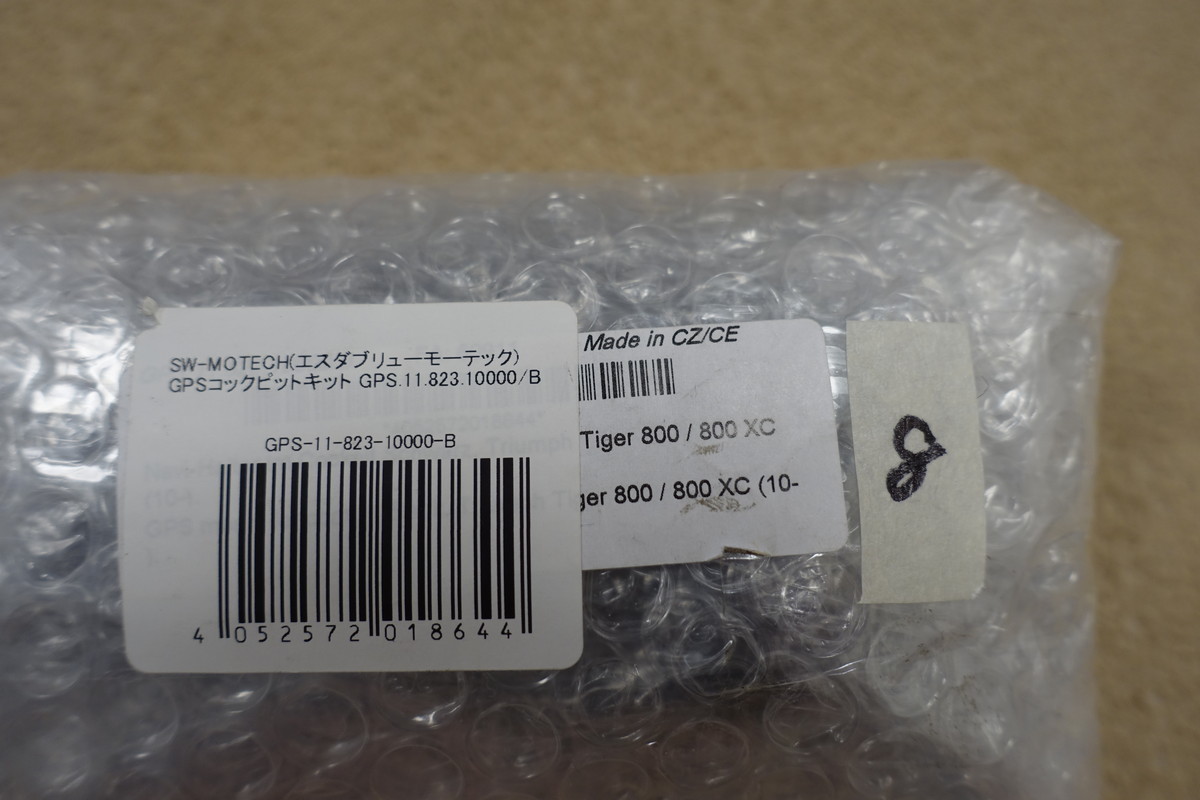 SW-MOTECH(エスダブリューモーテック)
GPSコックピットキット GPS.11.823.10000/B
GPS-11-823-10000-B
4 052572 018644
Made in CZ/CE
Tiger 800 / 800 XC
Tiger 800 / 800 XC (10-
8